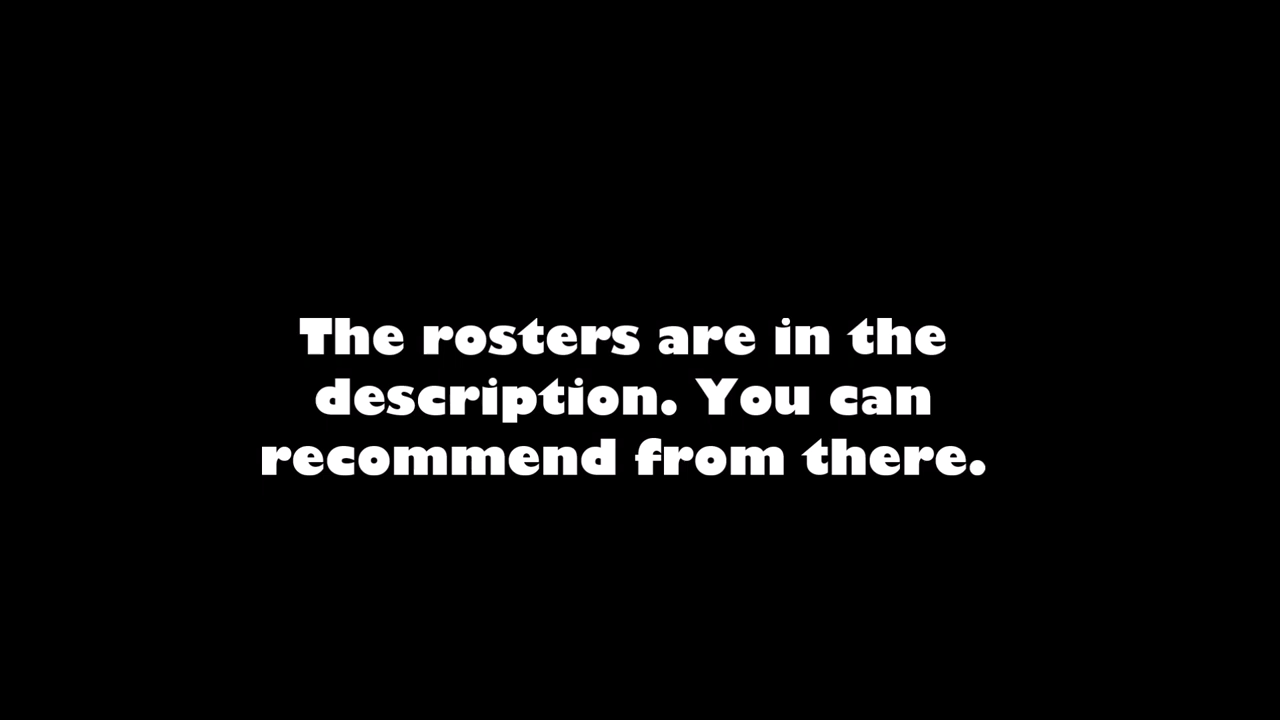 The rosters are in the
description. You can
recommend from there.